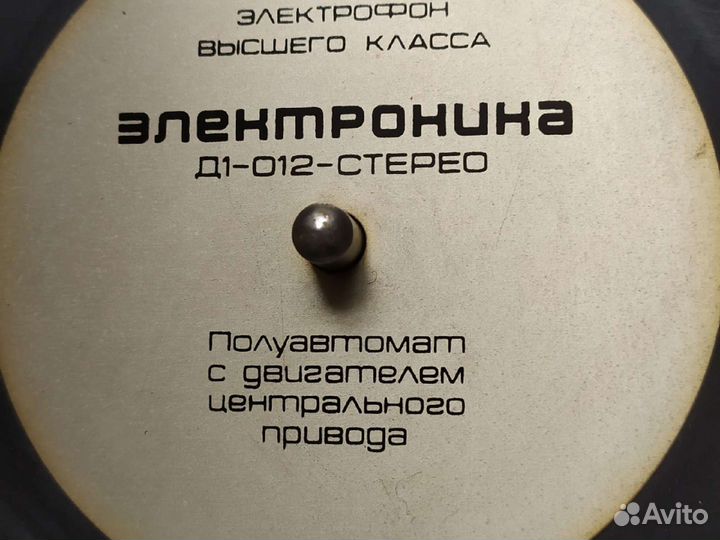 ЭЛЕКТРОФОН
ВЫСШЕГО КЛАССА
Электроника
Д1-012-СТЕРЕО
Полуавтомат
с двигателем
центрального
привода
Avito